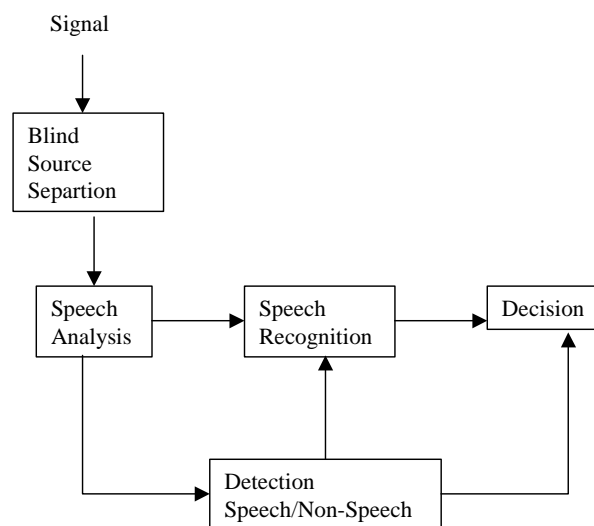 Signal
Blind
Source
Separtion
Speech
Analysis
Speech
Recognition
Decision
Detection
Speech/Non-Speech